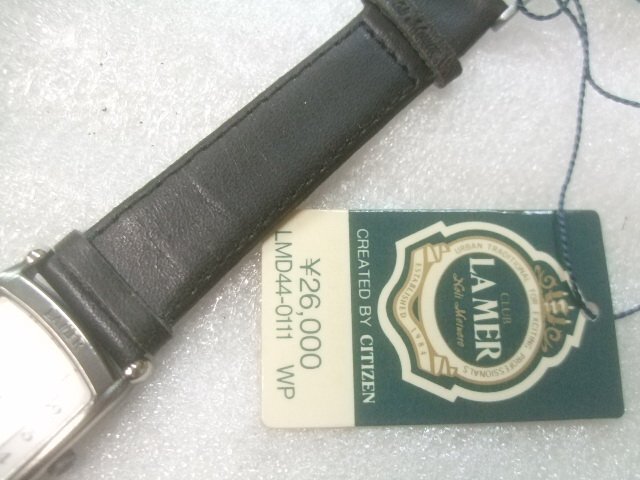 ¥26,000
LMD44-0111 WP
CREATED BY CITIZEN
URBAN TRADITIONAL FOR EXCITING PROFESSIONALS
CLUB
LA MER
ESTABLISHED 1984